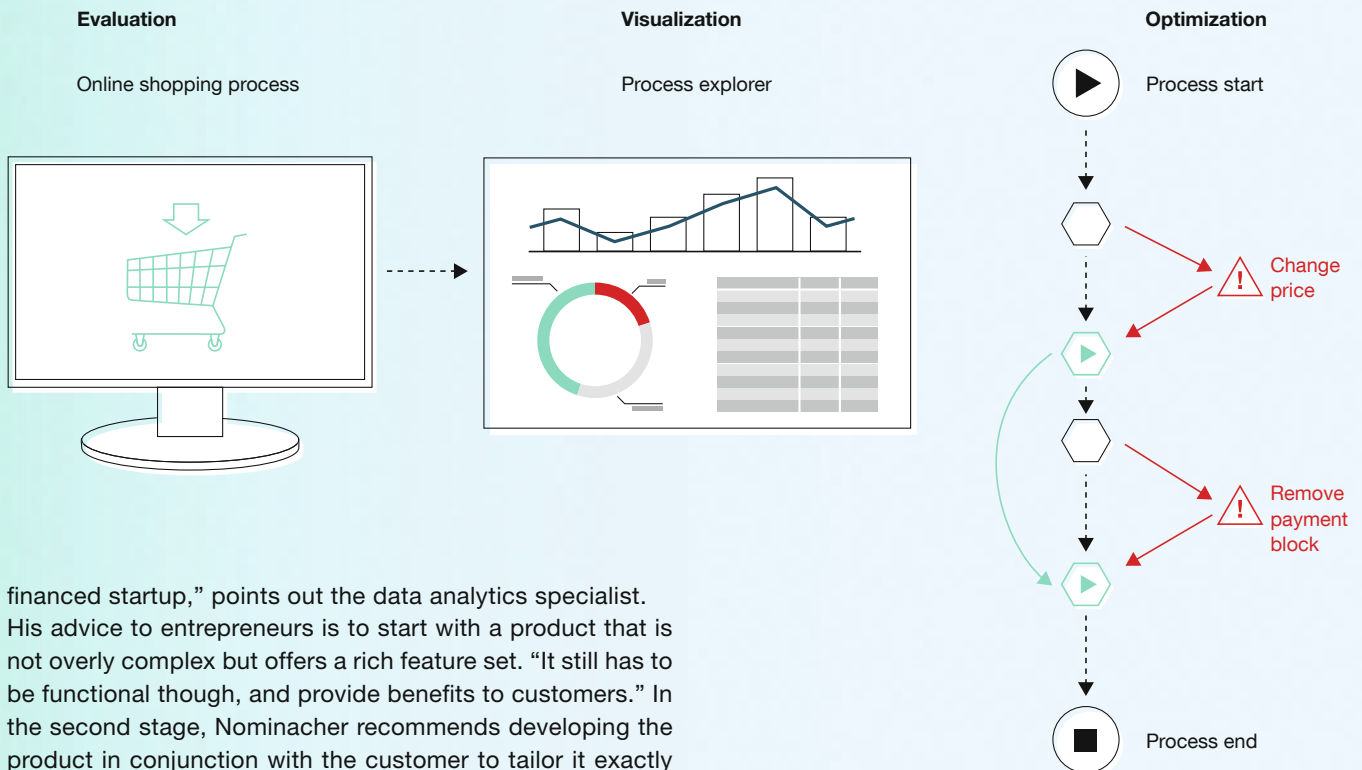 Evaluation
Visualization
Optimization
Online shopping process
Process explorer
Process start
Change
price
Remove
payment
block
Process end
financed startup,” points out the data analytics specialist.
His advice to entrepreneurs is to start with a product that is
not overly complex but offers a rich feature set. “It still has to
be functional though, and provide benefits to customers.” In
the second stage, Nominacher recommends developing the
product in conjunction with the customer to tailor it exactly